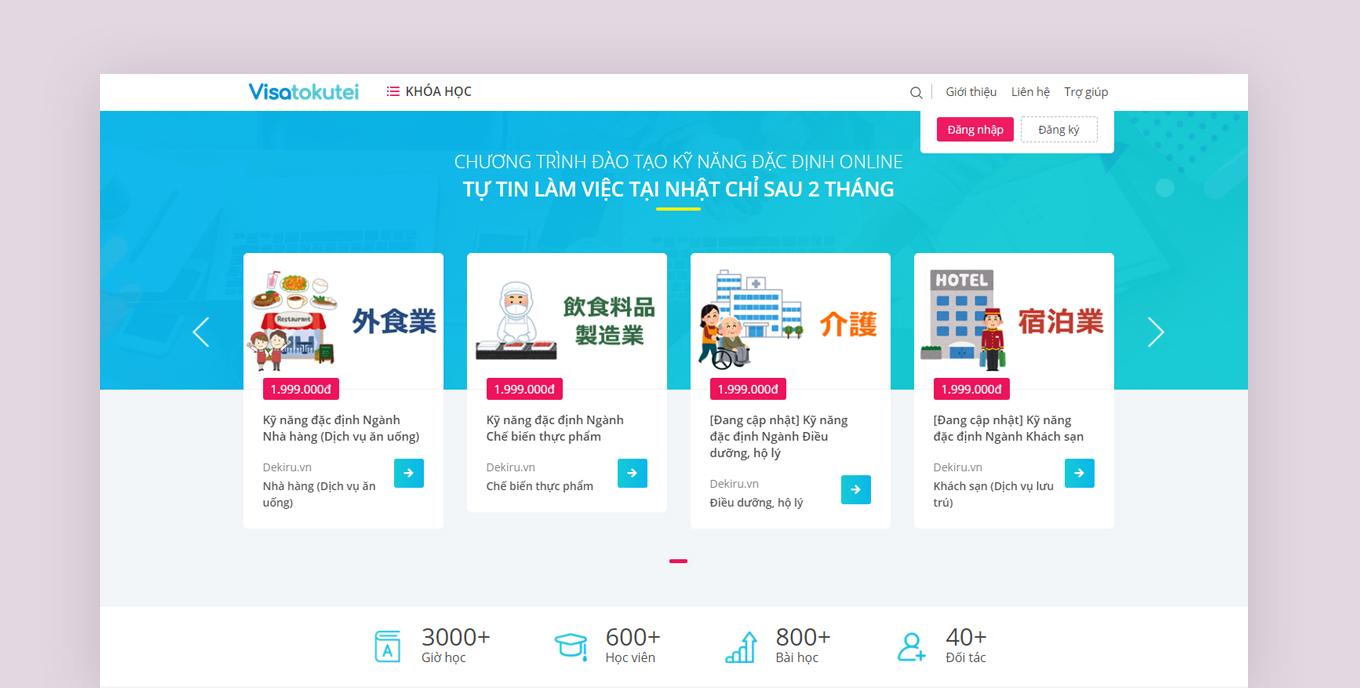 Visatokutei
KHÓA HỌC
Giới thiệu
Liên hệ
Trợ giúp
Đăng nhập
Đăng ký
CHƯƠNG TRÌNH ĐÀO TẠO KỸ NĂNG ĐẶC ĐỊNH ONLINE
TỰ TIN LÀM VIỆC TẠI NHẬT CHỈ SAU 2 THÁNG
Restaurant
外食業
1.999.000đ
Kỹ năng đặc định Ngành
Nhà hàng (Dịch vụ ăn uống)
Dekiru.vn
Nhà hàng (Dịch vụ ăn
uống)
飲食料品
製造業
1.999.000đ
Kỹ năng đặc định Ngành
Chế biến thực phẩm
Dekiru.vn
Chế biến thực phẩm
介護
1.999.000đ
[Đang cập nhật] Kỹ năng
đặc định Ngành Điều
dưỡng, hộ lý
Dekiru.vn
Điều dưỡng, hộ lý
HOTEL
宿泊業
1.999.000đ
[Đang cập nhật] Kỹ năng
đặc định Ngành Khách sạn
Dekiru.vn
Khách sạn (Dịch vụ lưu
trú)
A
3000+
Giờ học
600+
Học viên
800+
Bài học
40+
Đối tác